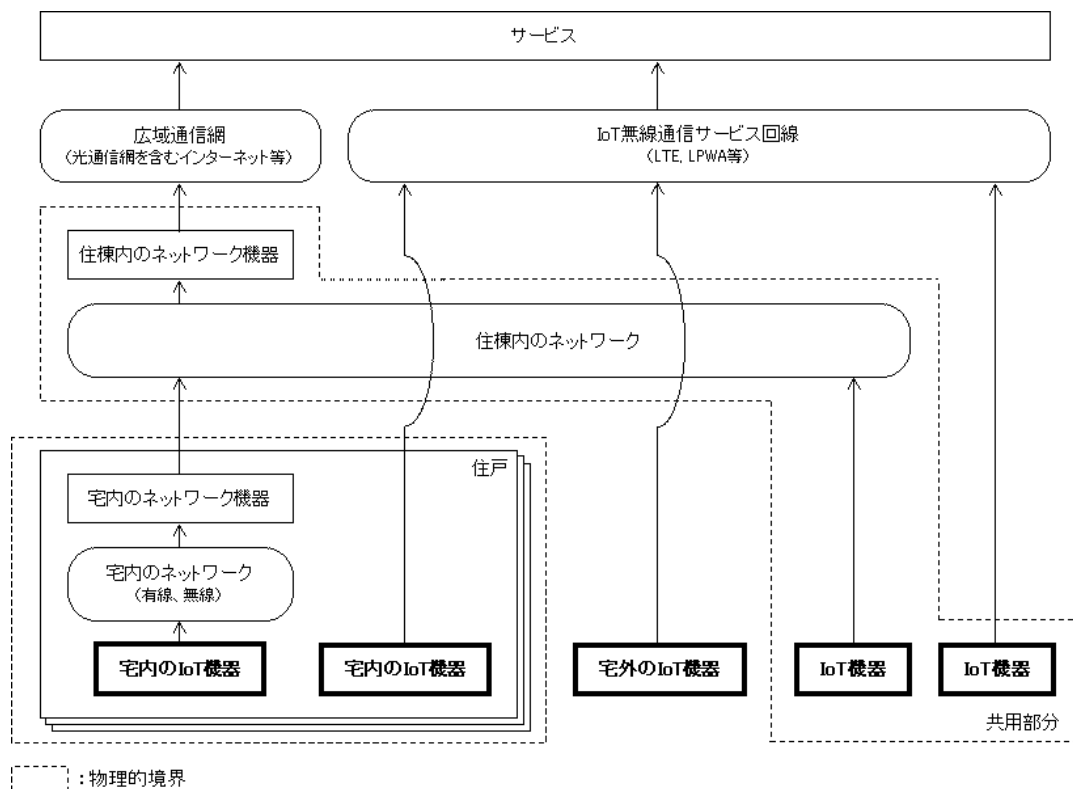 サービス
広域通信網
(光通信網を含むインターネット等)
IoT無線通信サービス回線
(LTE, LPWA等)
住棟内のネットワーク機器
住棟内のネットワーク
住戸
宅内のネットワーク機器
宅内のネットワーク
(有線、無線)
宅内のIoT機器
宅内のIoT機器
宅外のIoT機器
IoT機器
IoT機器
共用部分
:物理的境界